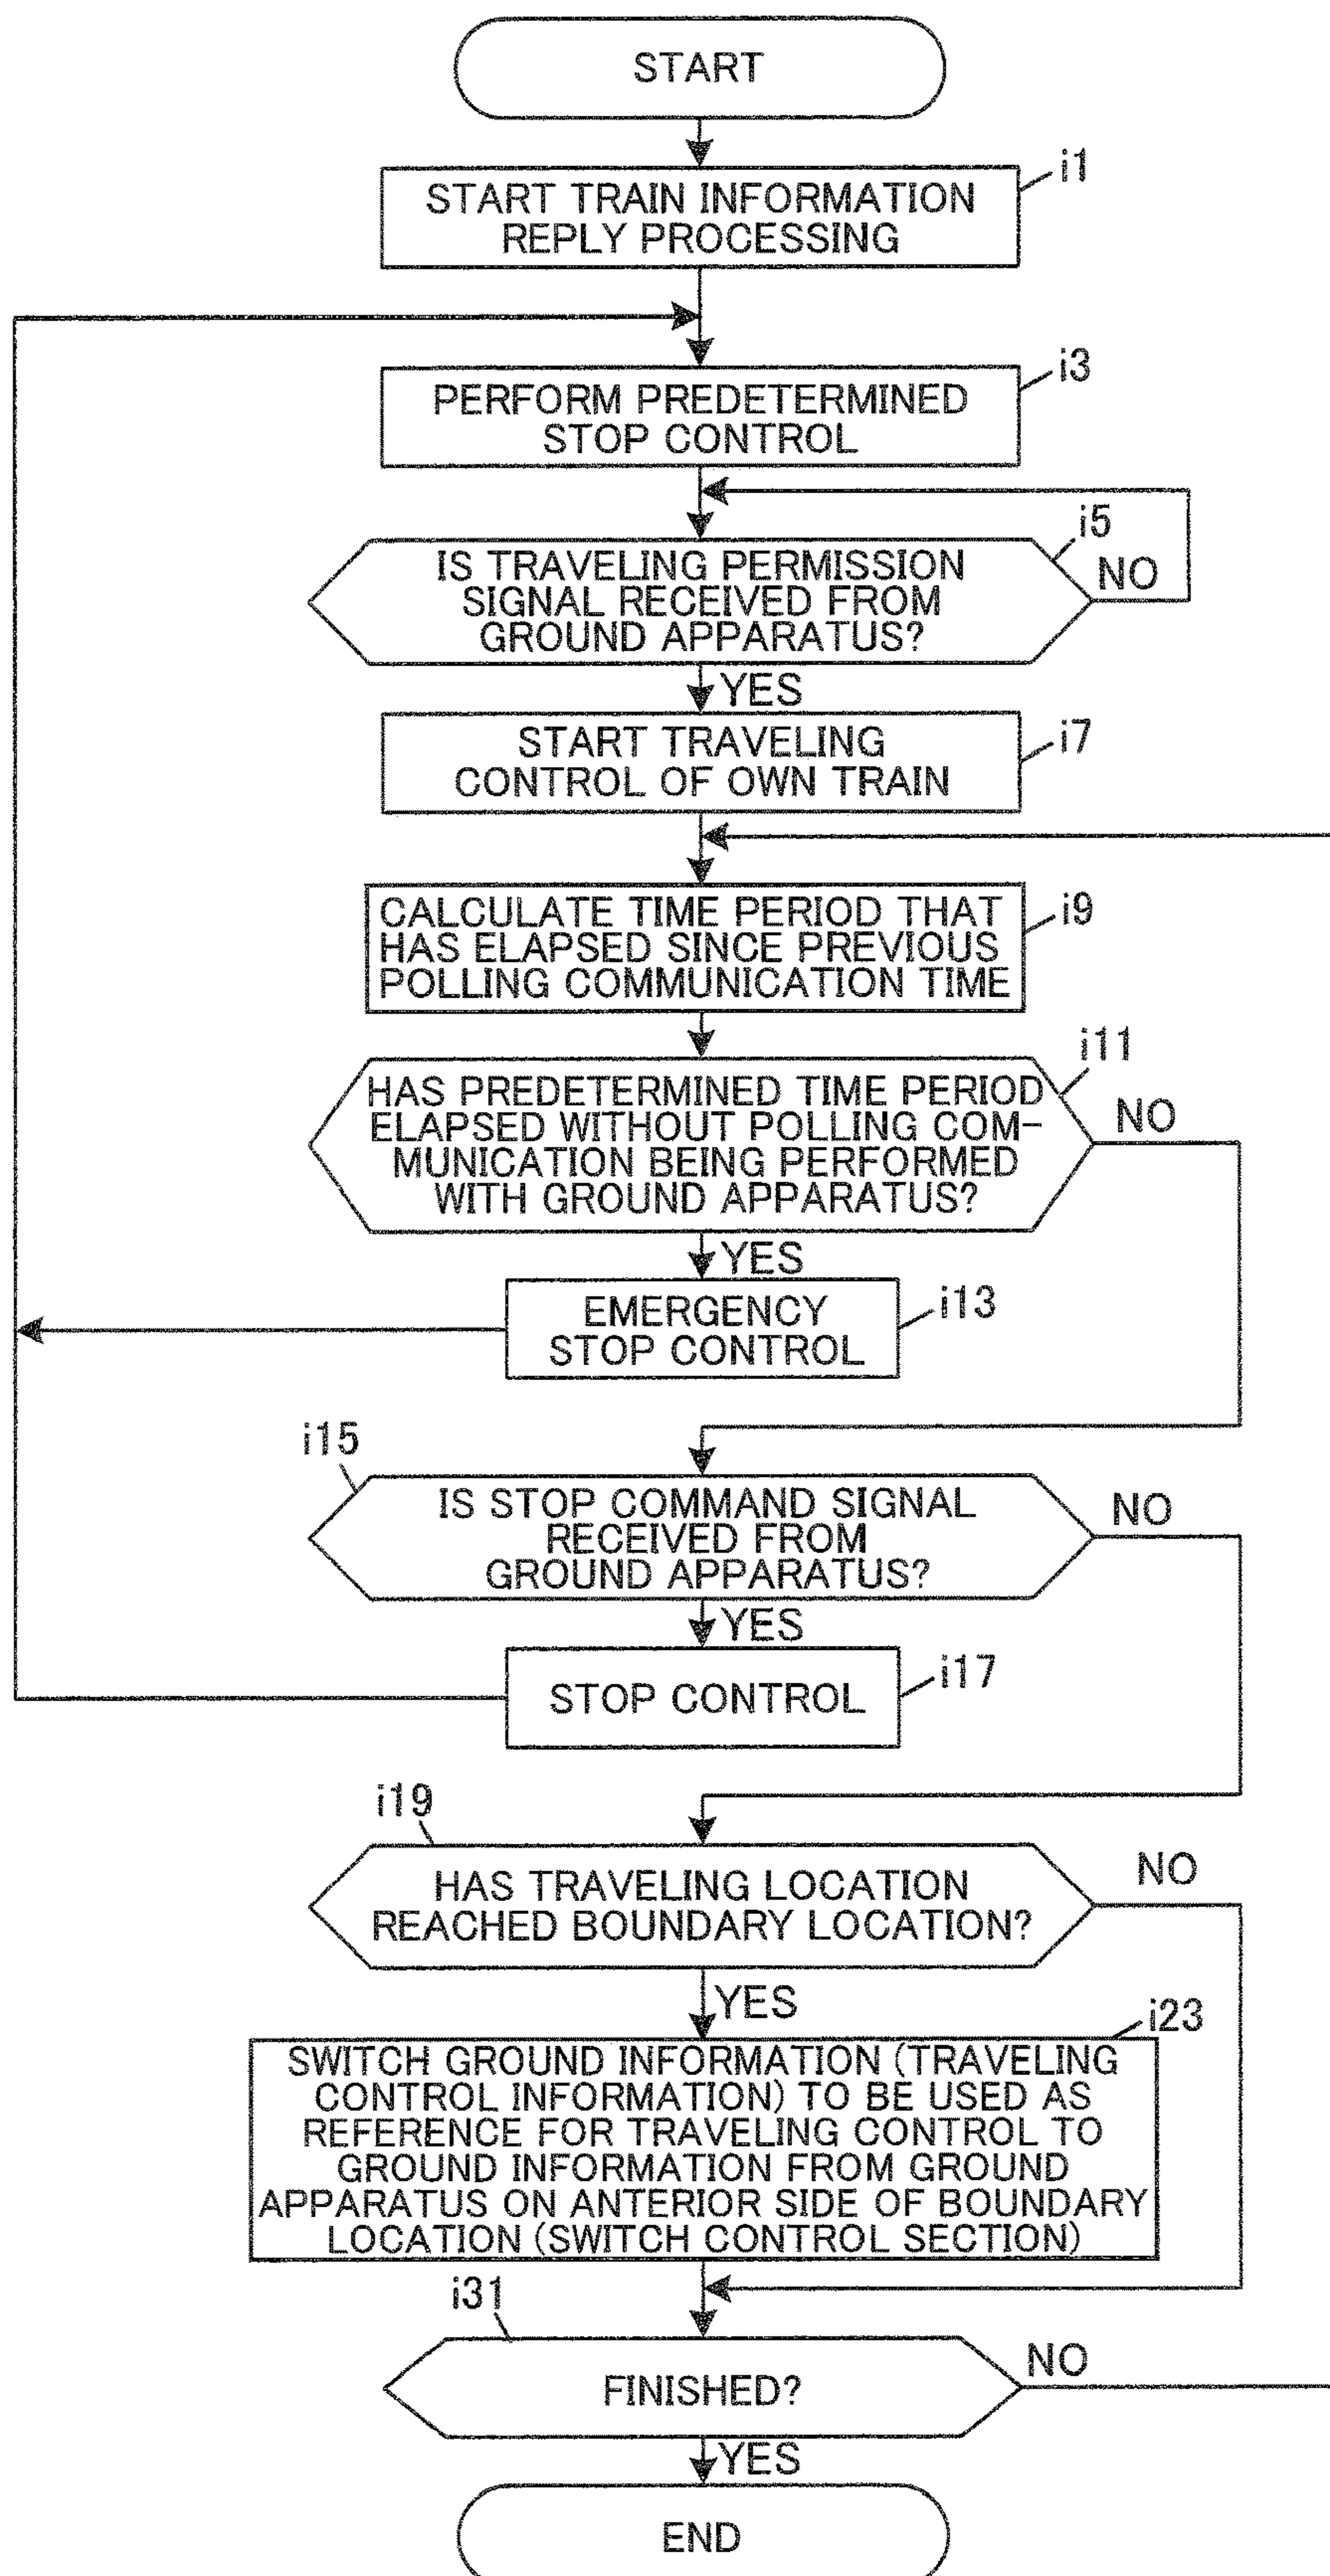 START
i1
START TRAIN INFORMATION
REPLY PROCESSING
i3
PERFORM PREDETERMINED
STOP CONTROL
i5
IS TRAVELING PERMISSION
SIGNAL RECEIVED FROM
GROUND APPARATUS?
NO
YES
i7
START TRAVELING
CONTROL OF OWN TRAIN
i9
CALCULATE TIME PERIOD THAT
HAS ELAPSED SINCE PREVIOUS
POLLING COMMUNICATION TIME
i11
HAS PREDETERMINED TIME PERIOD
ELAPSED WITHOUT POLLING COM-
MUNICATION BEING PERFORMED
WITH GROUND APPARATUS?
NO
YES
i13
EMERGENCY
STOP CONTROL
i15
IS STOP COMMAND SIGNAL
RECEIVED FROM
GROUND APPARATUS?
NO
YES
i17
STOP CONTROL
i19
HAS TRAVELING LOCATION
REACHED BOUNDARY LOCATION?
NO
YES
i23
SWITCH GROUND INFORMATION (TRAVELING
CONTROL INFORMATION) TO BE USED AS
REFERENCE FOR TRAVELING CONTROL TO
GROUND INFORMATION FROM GROUND
APPARATUS ON ANTERIOR SIDE OF BOUNDARY
LOCATION (SWITCH CONTROL SECTION)
i31
FINISHED?
NO
YES
END